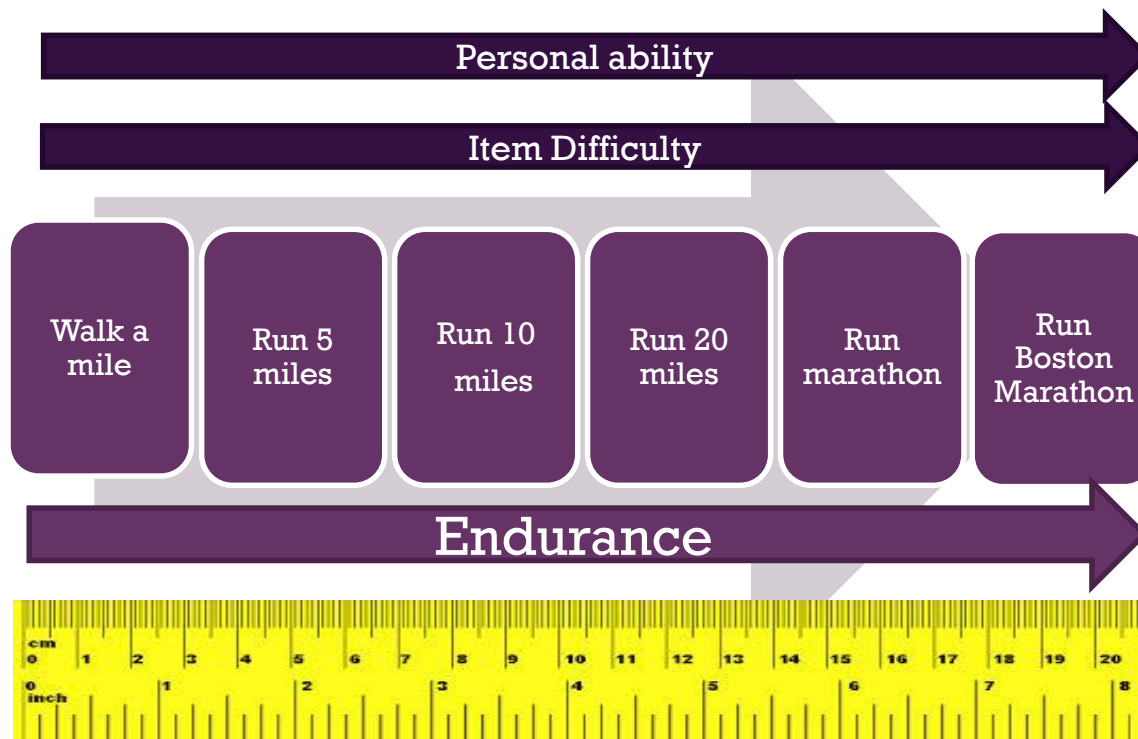 Personal ability
Item Difficulty
Walk a
mile
Run 5
miles
Run 10
miles
Run 20
miles
Run
marathon
Run
Boston
Marathon
Endurance
cm
0 1 2 3 4 5 6 7 8 9 10 11 12 13 14 15 16 17 18 19 20
0 1 2 3 4 5 6 7 8
inch